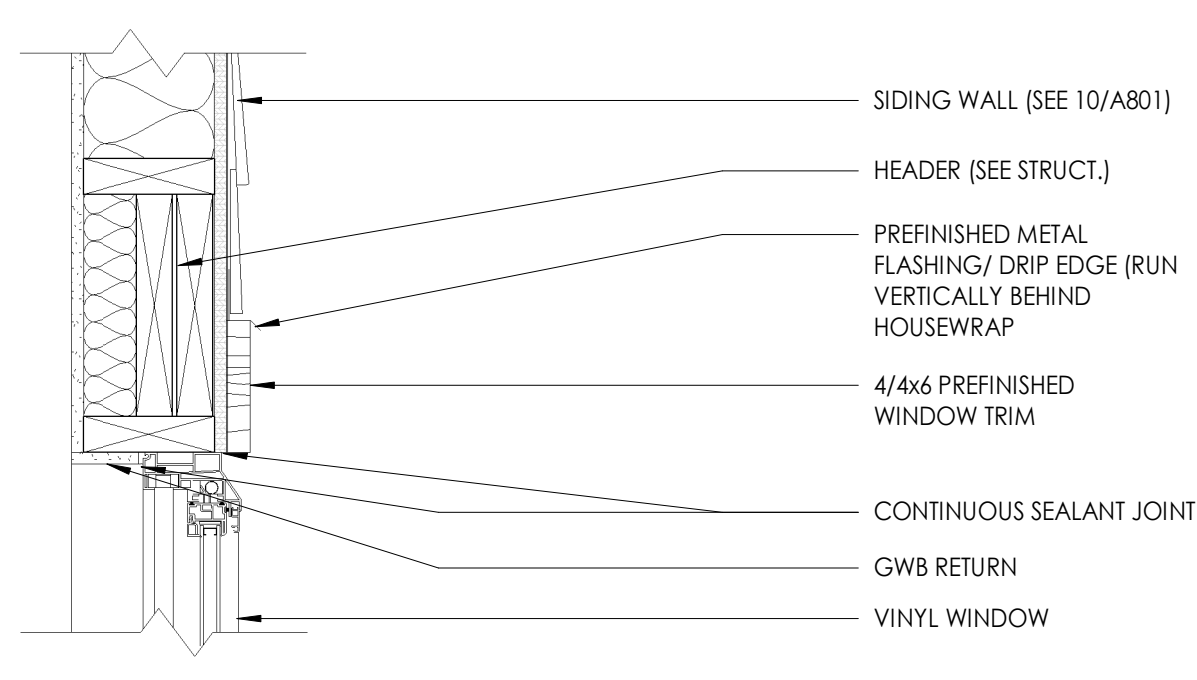 SIDING WALL (SEE 10/A801)
HEADER (SEE STRUCT.)
PREFINISHED METAL
FLASHING/ DRIP EDGE (RUN
VERTICALLY BEHIND
HOUSEWRAP
4/4x6 PREFINISHED
WINDOW TRIM
CONTINUOUS SEALANT JOINT
GWB RETURN
VINYL WINDOW